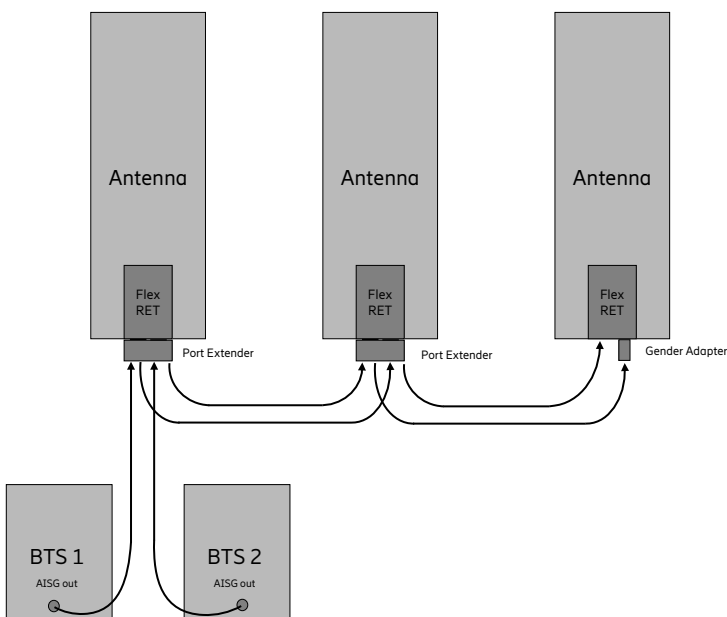 Antenna
Antenna
Antenna
Flex
RET
Flex
RET
Flex
RET
Port Extender
Port Extender
Gender Adapter
BTS 1
AISG out
BTS 2
AISG out